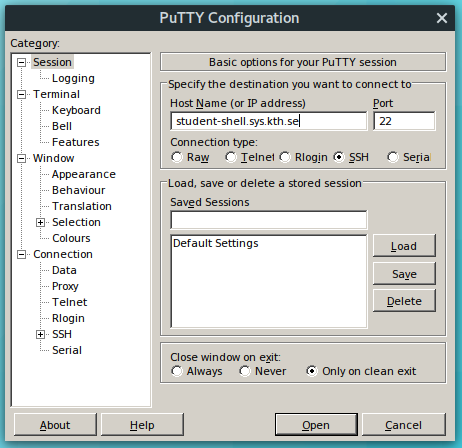 PuTTY Configuration
Category:
Session
Logging
Terminal
Keyboard
Bell
Features
Window
Appearance
Behaviour
Translation
Selection
Colours
Connection
Data
Proxy
Telnet
Rlogin
SSH
Serial
Basic options for your PuTTY session
Specify the destination you want to connect to
Host Name (or IP address) Port
student-shell.sys.kth.se 22
Connection type:
Raw Telnet Rlogin SSH Serial
Load, save or delete a stored session
Saved Sessions
Default Settings
Load
Save
Delete
Close window on exit:
Always Never Only on clean exit
About Help Open Cancel